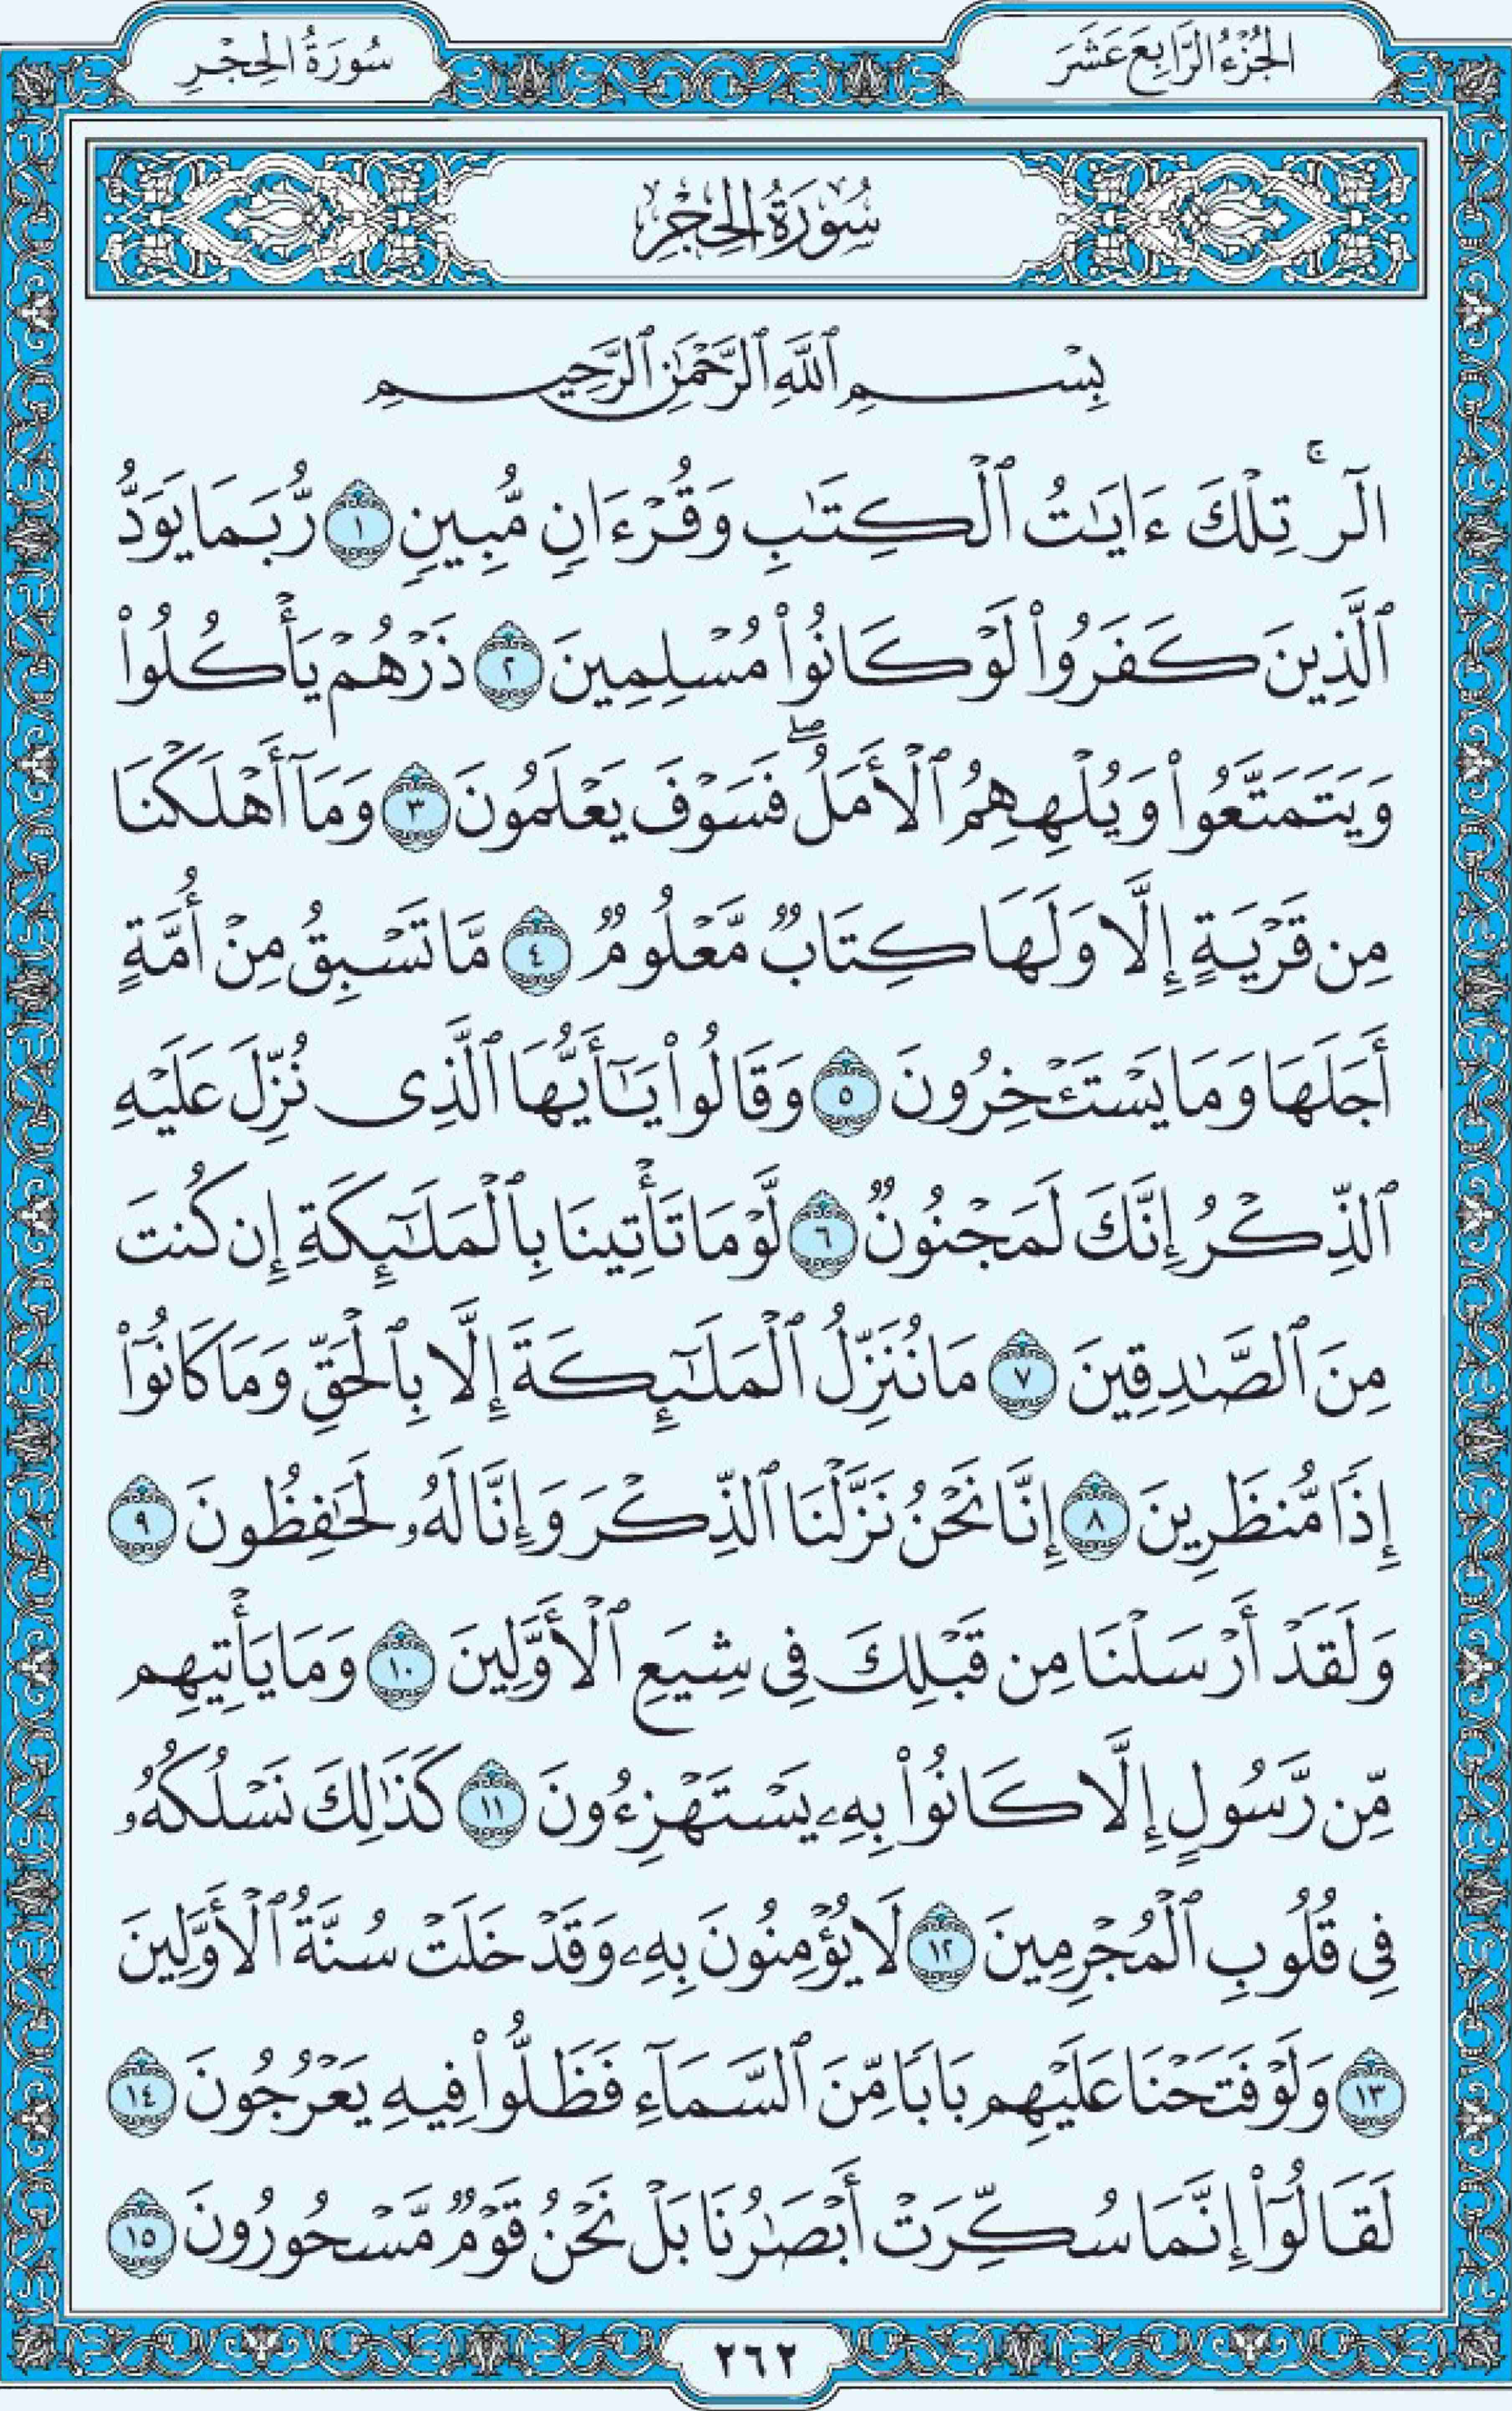 الجُزْءُ الرَّابِعَ عَشَرَ
سُورَةُ الحِجْرِ
سُورَةُ الحِجْرِ
بِسْمِ ٱللَّهِ ٱلرَّحْمَٰنِ ٱلرَّحِيمِ
الٓرۚ تِلْكَ ءَايَٰتُ ٱلْكِتَٰبِ وَقُرْءَانٍ مُّبِينٍ ١ رُّبَمَا يَوَدُّ
ٱلَّذِينَ كَفَرُوا۟ لَوْ كَانُوا۟ مُسْلِمِينَ ٢ ذَرْهُمْ يَأْكُلُوا۟
وَيَتَمَتَّعُوا۟ وَيُلْهِهِمُ ٱلْأَمَلُۖ فَسَوْفَ يَعْلَمُونَ ٣ وَمَآ أَهْلَكْنَا
مِن قَرْيَةٍ إِلَّا وَلَهَا كِتَابٌ مَّعْلُومٌ ٤ مَّا تَسْبِقُ مِنْ أُمَّةٍ
أَجَلَهَا وَمَا يَسْتَـْٔخِرُونَ ٥ وَقَالُوا۟ يَٰٓأَيُّهَا ٱلَّذِى نُزِّلَ عَلَيْهِ
ٱلذِّكْرُ إِنَّكَ لَمَجْنُونٌ ٦ لَّوْ مَا تَأْتِينَا بِٱلْمَلَٰٓئِكَةِ إِن كُنتَ
مِنَ ٱلصَّٰدِقِينَ ٧ مَا نُنَزِّلُ ٱلْمَلَٰٓئِكَةَ إِلَّا بِٱلْحَقِّ وَمَا كَانُوٓا۟
إِذًا مُّنظَرِينَ ٨ إِنَّا نَحْنُ نَزَّلْنَا ٱلذِّكْرَ وَإِنَّا لَهُۥ لَحَٰفِظُونَ ٩
وَلَقَدْ أَرْسَلْنَا مِن قَبْلِكَ فِى شِيَعِ ٱلْأَوَّلِينَ ١٠ وَمَا يَأْتِيهِم
مِّن رَّسُولٍ إِلَّا كَانُوا۟ بِهِۦ يَسْتَهْزِءُونَ ١١ كَذَٰلِكَ نَسْلُكُهُۥ
فِى قُلُوبِ ٱلْمُجْرِمِينَ ١٢ لَا يُؤْمِنُونَ بِهِۦ وَقَدْ خَلَتْ سُنَّةُ ٱلْأَوَّلِينَ
١٣ وَلَوْ فَتَحْنَا عَلَيْهِم بَابًا مِّنَ ٱلسَّمَآءِ فَظَلُّوا۟ فِيهِ يَعْرُجُونَ ١٤
لَقَالُوٓا۟ إِنَّمَا سُكِّرَتْ أَبْصَٰرُنَا بَلْ نَحْنُ قَوْمٌ مَّسْحُورُونَ ١٥
٢٦٢